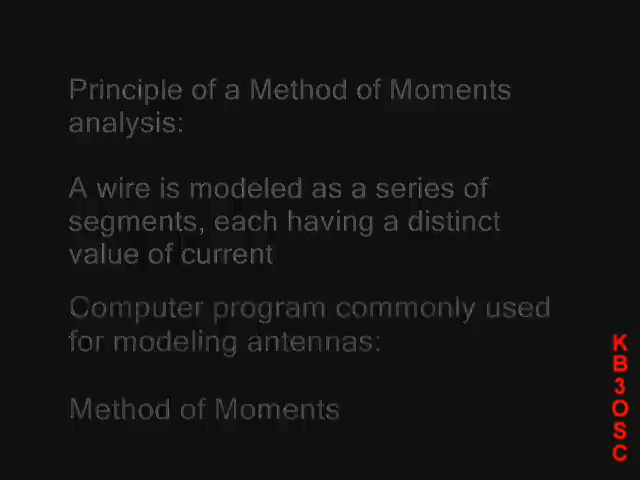 Principle of a Method of Moments
analysis:
A wire is modeled as a series of
segments, each having a distinct
value of current
Computer program commonly used
for modeling antennas:
Method of Moments
KB3OSC